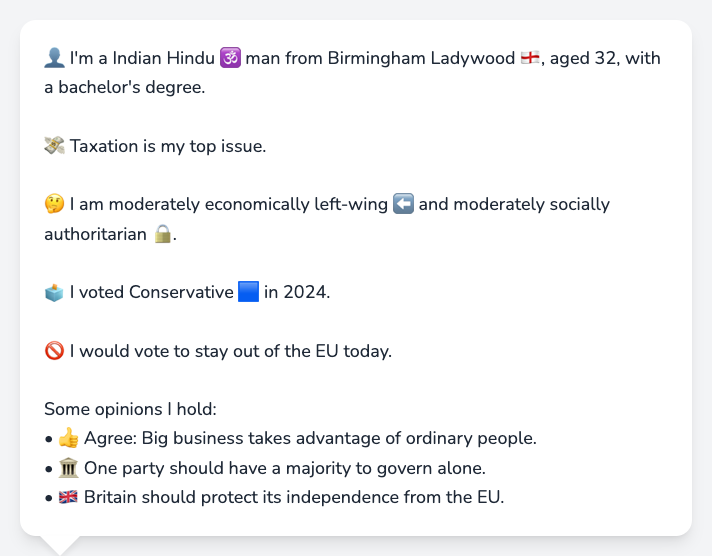 👤 I'm a Indian Hindu 🕉️ man from Birmingham Ladywood 🏴󠁧󠁢󠁥󠁮󠁧󠁿, aged 32, with
a bachelor's degree.
💸 Taxation is my top issue.
🤔 I am moderately economically left-wing ⬅️ and moderately socially
authoritarian 🔒.
🗳️ I voted Conservative 🟦 in 2024.
🚫 I would vote to stay out of the EU today.
Some opinions I hold:
• 👍 Agree: Big business takes advantage of ordinary people.
• 🏛️ One party should have a majority to govern alone.
• 🇬🇧 Britain should protect its independence from the EU.